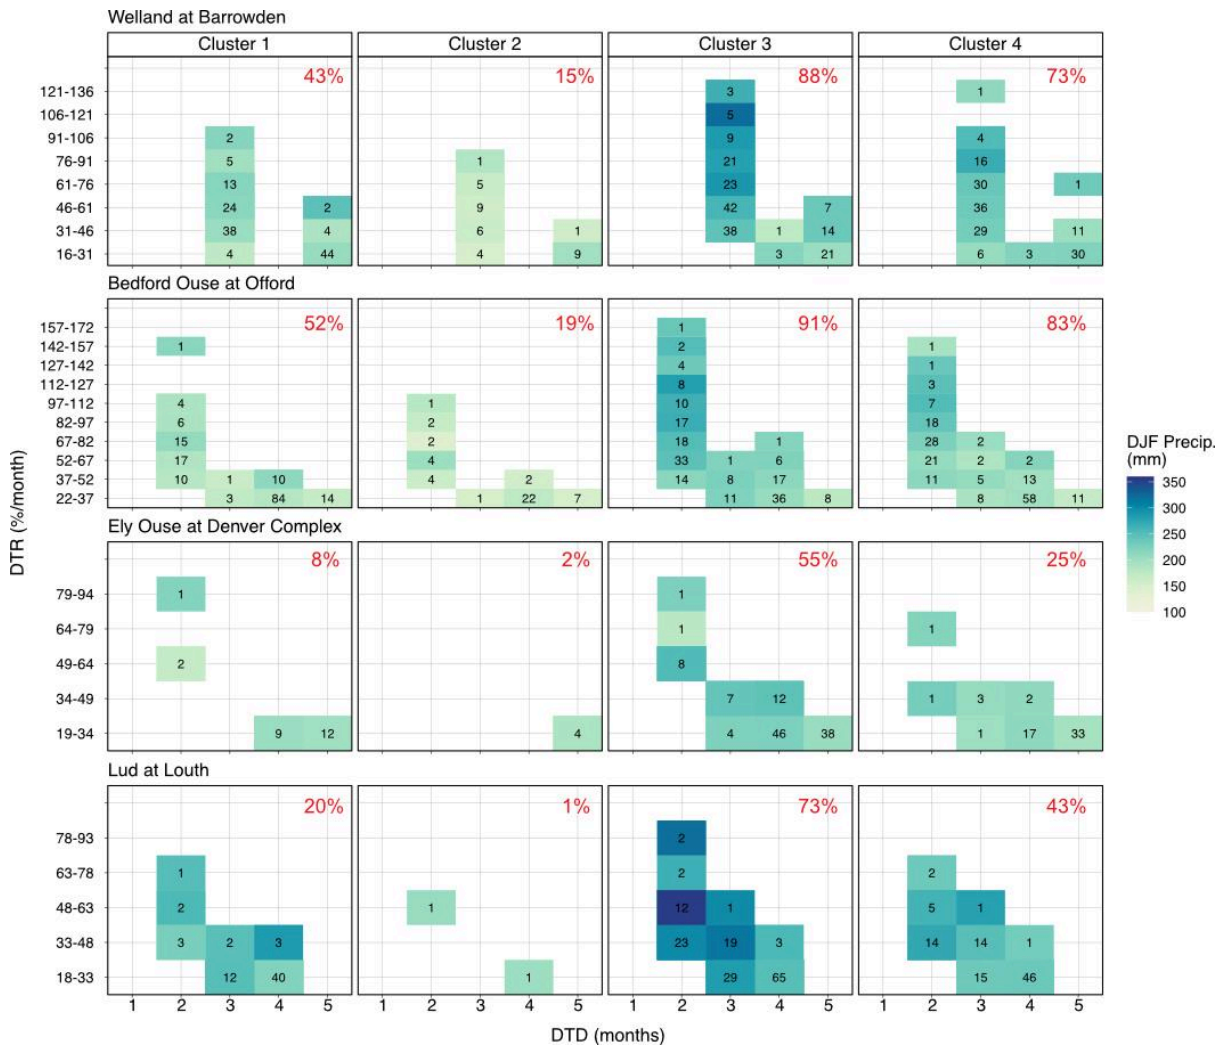 Welland at Barrowden
Cluster 1 Cluster 2 Cluster 3 Cluster 4
43% 15% 88% 73%
121-136 3 1
106-121 5
91-106 2 9 4
76-91 5 1 21 16
61-76 13 5 23 30 1
46-61 24 2 9 42 7 36
31-46 38 4 6 1 38 1 14 29 11
16-31 4 44 4 9 3 21 6 3 30
Bedford Ouse at Offord
52% 19% 91% 83%
157-172 1
142-157 1 2 1
127-142 4 1
112-127 8 3
97-112 4 1 10 7
82-97 6 2 17 18
67-82 15 2 18 1 28 2
52-67 17 4 33 1 6 21 2 2
37-52 10 1 10 4 2 14 8 17 11 5 13
22-37 3 84 14 1 22 7 11 36 8 8 58 11
Ely Ouse at Denver Complex
8% 2% 55% 25%
79-94 1 1
64-79 1 1
49-64 2 8
34-49 7 12 1 3 2
19-34 9 12 4 4 46 38 1 17 33
Lud at Louth
20% 1% 73% 43%
78-93 2
63-78 1 2 2
48-63 2 1 12 1 5 1
33-48 3 2 3 23 19 3 14 14 1
18-33 12 40 1 29 65 15 46
1 2 3 4 5 1 2 3 4 5 1 2 3 4 5 1 2 3 4 5
DTD (months)
DTR (%/month)
DJF Precip.
(mm)
350
300
250
200
150
100